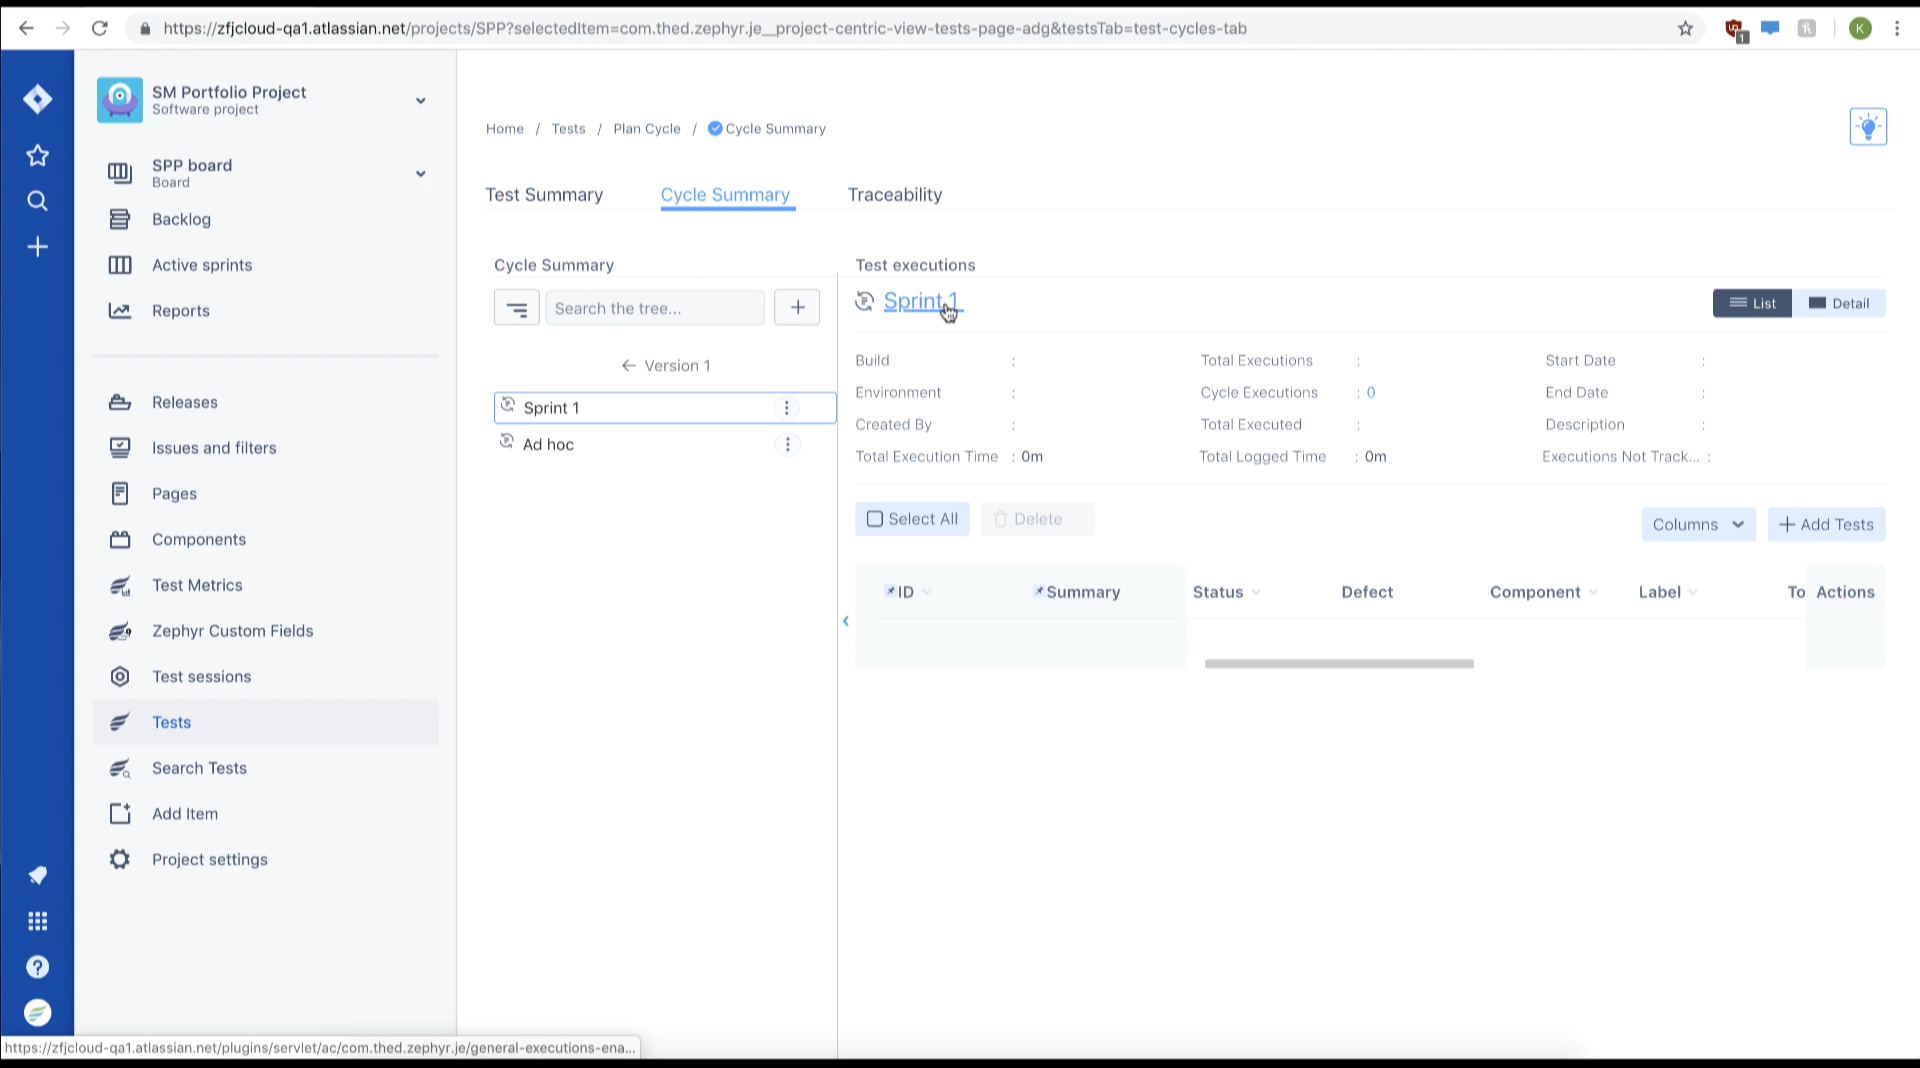 https://zfjcloud-qa1.atlassian.net/projects/SPP?selectedItem=com.thed.zephyr.je__project-centric-view-tests-page-adg&testsTab=test-cycles-tab
1
K
SM Portfolio Project
Software project
SPP board
Board
Backlog
Active sprints
Reports
Releases
Issues and filters
Pages
Components
Test Metrics
Zephyr Custom Fields
Test sessions
Tests
Search Tests
Add Item
Project settings
Home / Tests / Plan Cycle / Cycle Summary
Test Summary Cycle Summary Traceability
Cycle Summary
Search the tree...
Version 1
Sprint 1
Ad hoc
Test executions
Sprint 1
List Detail
Build : Total Executions : Start Date :
Environment : Cycle Executions : 0 End Date :
Created By : Total Executed : Description :
Total Execution Time : 0m Total Logged Time : 0m Executions Not Track... :
Select All Delete Columns + Add Tests
ID Summary Status Defect Component Label To Actions
https://zfjcloud-qa1.atlassian.net/plugins/servlet/ac/com.thed.zephyr.je/general-executions-ena...